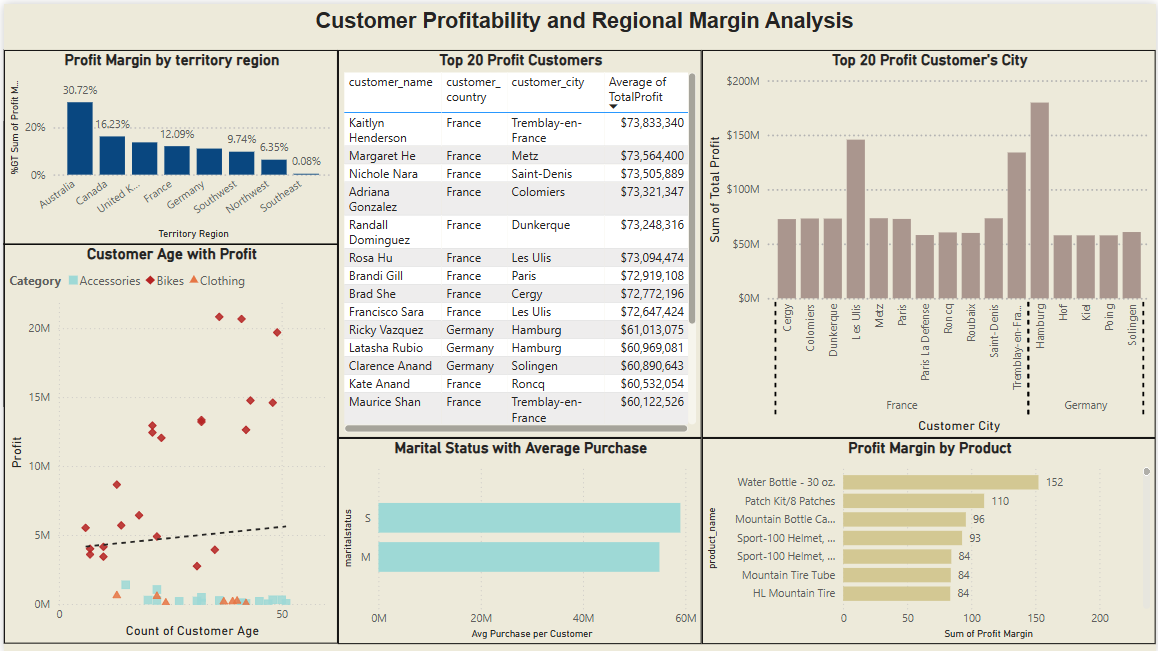 Customer Profitability and Regional Margin Analysis
Profit Margin by territory region
%GT Sum of Profit M...
20%
0%
30.72%
16.23%
12.09%
9.74%
6.35%
0.08%
Australia
Canada
United K...
France
Germany
Southwest
Northwest
Southeast
Territory Region
Customer Age with Profit
Category Accessories Bikes Clothing
Profit
20M
15M
10M
5M
0M
0
50
Count of Customer Age
Top 20 Profit Customers
customer_name customer_country customer_city Average of TotalProfit
Kaitlyn Henderson France Tremblay-en-France $73,833,340
Margaret He France Metz $73,564,400
Nichole Nara France Saint-Denis $73,505,889
Adriana Gonzalez France Colomiers $73,321,347
Randall Dominguez France Dunkerque $73,248,316
Rosa Hu France Les Ulis $73,094,474
Brandi Gill France Paris $72,919,108
Brad She France Cergy $72,772,196
Francisco Sara France Les Ulis $72,647,424
Ricky Vazquez Germany Hamburg $61,013,075
Latasha Rubio Germany Hamburg $60,969,081
Clarence Anand Germany Solingen $60,890,643
Kate Anand France Roncq $60,532,054
Maurice Shan France Tremblay-en-France $60,122,526
Marital Status with Average Purchase
maritalstatus
S
M
0M 20M 40M 60M
Avg Purchase per Customer
Top 20 Profit Customer's City
Sum of Total Profit
$200M
$150M
$100M
$50M
$0M
Cergy
Colomiers
Dunkerque
Les Ulis
Metz
Paris
Paris La Defense
Roncq
Roubaix
Saint-Denis
Tremblay-en-Fra...
Hamburg
Hof
Kiel
Poing
Solingen
France Germany
Customer City
Profit Margin by Product
product_name
Water Bottle - 30 oz. 152
Patch Kit/8 Patches 110
Mountain Bottle Ca... 96
Sport-100 Helmet, ... 93
Sport-100 Helmet, ... 84
Mountain Tire Tube 84
HL Mountain Tire 84
0 50 100 150 200
Sum of Profit Margin